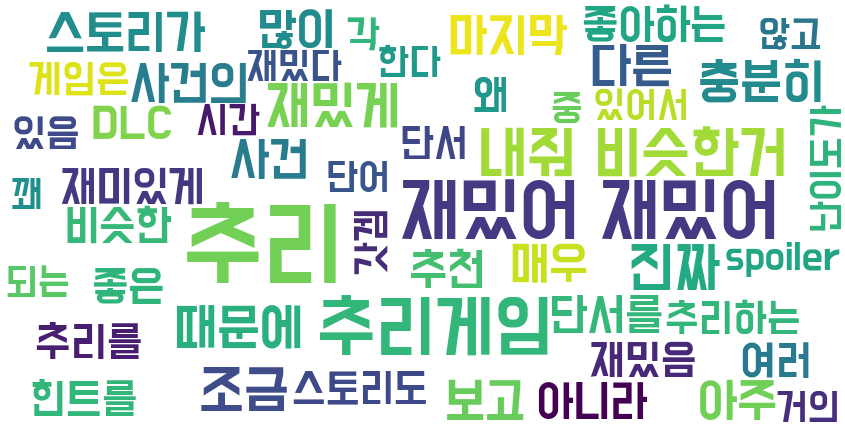 스토리가 많이 각 마지막 좋아하는 않고
게임은 사건의 재밌다 한다 다른 충분히
재밌게 왜 중 있어서
있음 DLC 시간 사건 단서 내줘 비슷한거 난이도가
꽤 재미있게 단어 재밌어 재밌어
비슷한 추리 갓겜 추천 매우 진짜 spoiler
되는 좋은
추리를 때문에 추리게임 단서를 추리하는
재밌음 여러
힌트를 조금 스토리도 보고 아니라 아주 거의